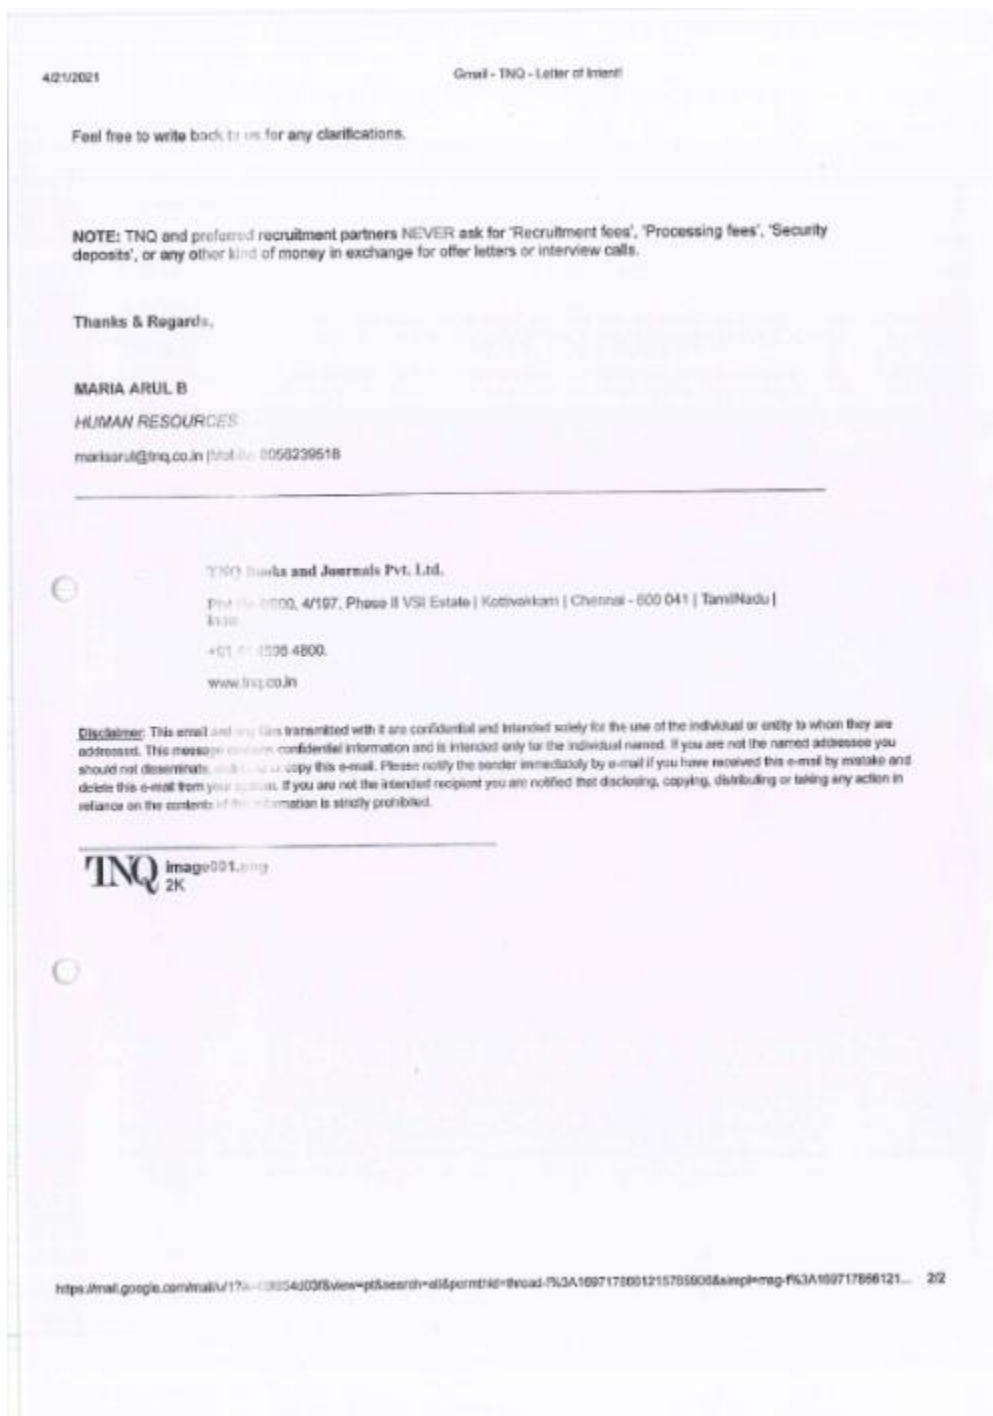 4/21/2021
Gmail - TNQ - Letter of Intent!
Feel free to write back to us for any clarifications.
NOTE: TNQ and preferred recruitment partners NEVER ask for 'Recruitment fees', 'Processing fees', 'Security
deposits', or any other kind of money in exchange for offer letters or interview calls.
Thanks & Regards,
MARIA ARUL B
HUMAN RESOURCES
mariaarul@tnq.co.in |Mobile: 8056239518
TNQ Books and Journals Pvt. Ltd.
4/197, Phase II VSI Estate | Kottivakkam | Chennai - 600 041 | TamilNadu |
India
4800.
www.tnq.co.in
Disclaimer: This email and any files transmitted with it are confidential and intended solely for the use of the individual or entity to whom they are
addressed. This message contains confidential information and is intended only for the individual named. If you are not the named addressee you
should not disseminate, copy this e-mail. Please notify the sender immediately by e-mail if you have received this e-mail by mistake and
delete this e-mail from your system. If you are not the intended recipient you are notified that disclosing, copying, distributing or taking any action in
reliance on the contents of this information is strictly prohibited.
TNQ image001.png
2K
2/2